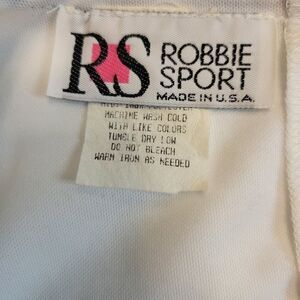 RS ROBBIE
SPORT
MADE IN U.S.A.
MACHINE WASH COLD
WITH LIKE COLORS
TUMBLE DRY LOW
DO NOT BLEACH
WARM IRON AS NEEDED